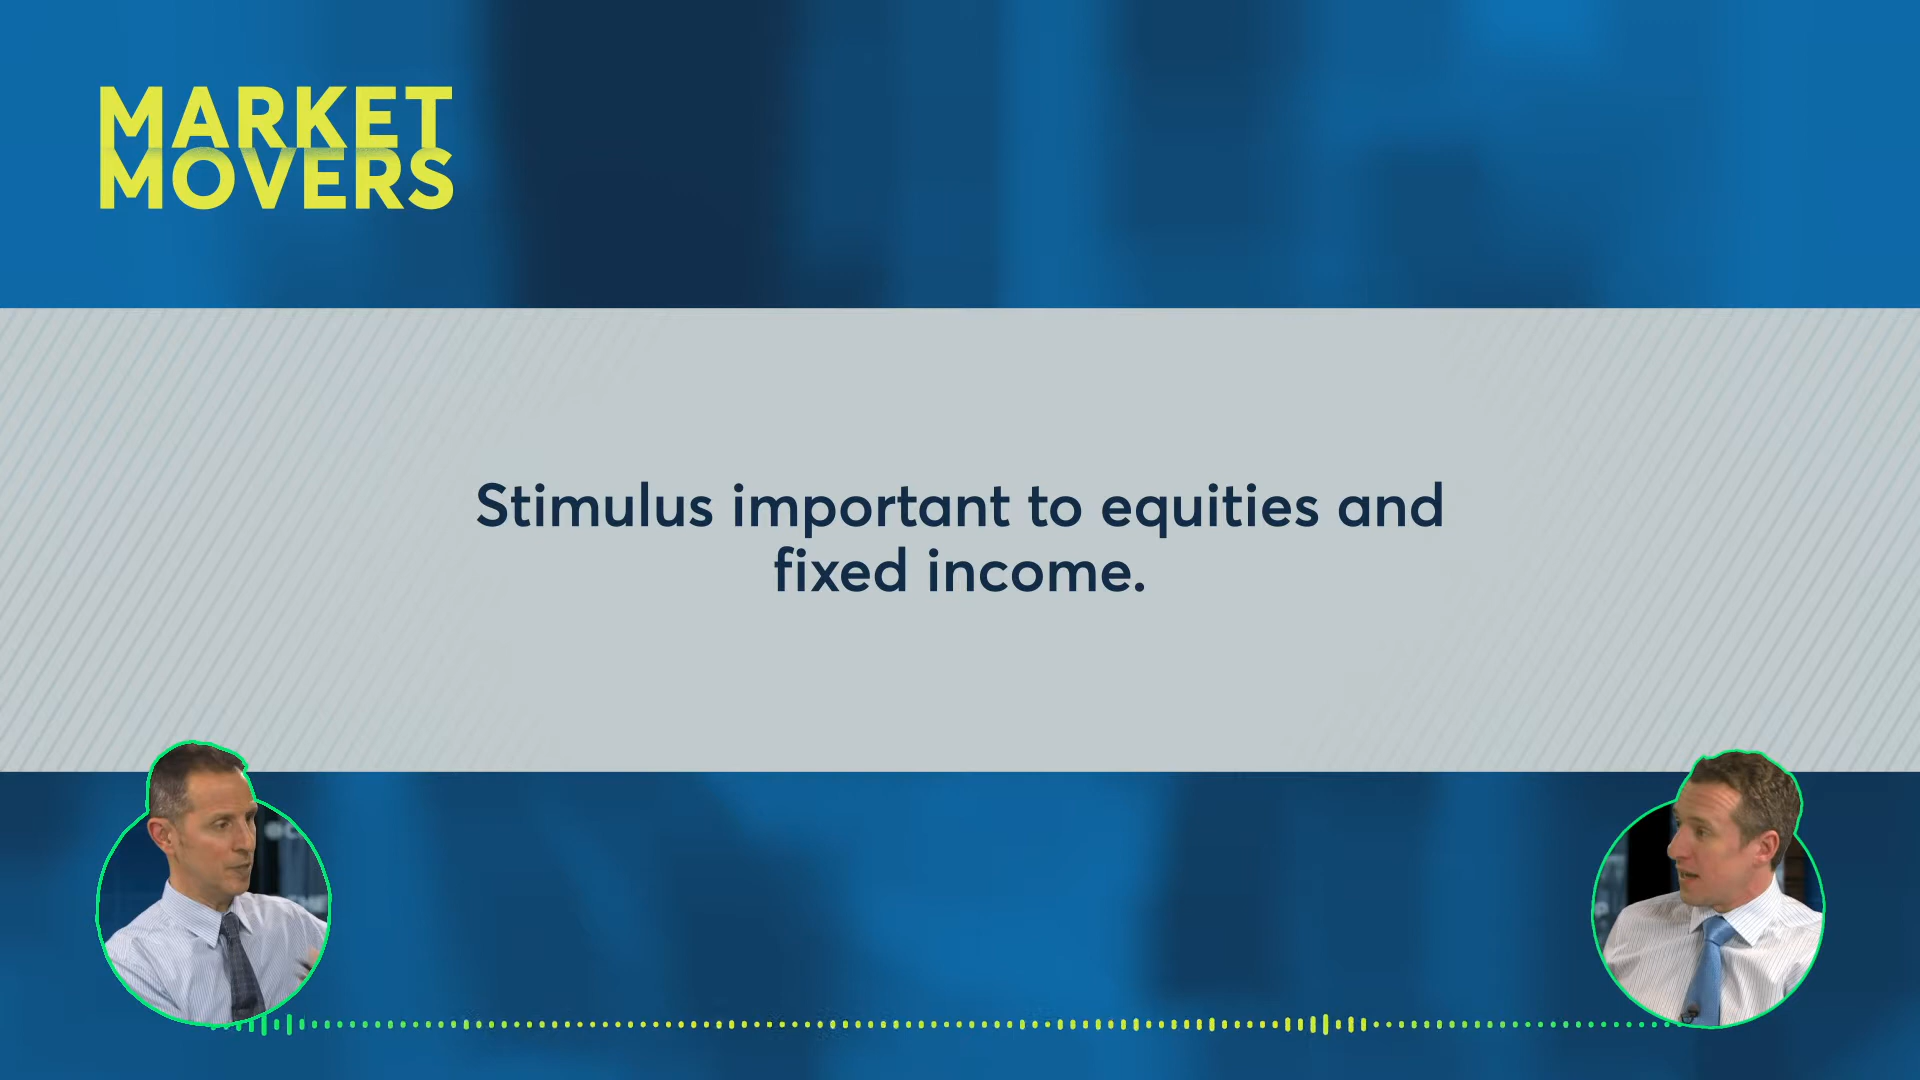 MARKET
MOVERS
Stimulus important to equities and
fixed income.